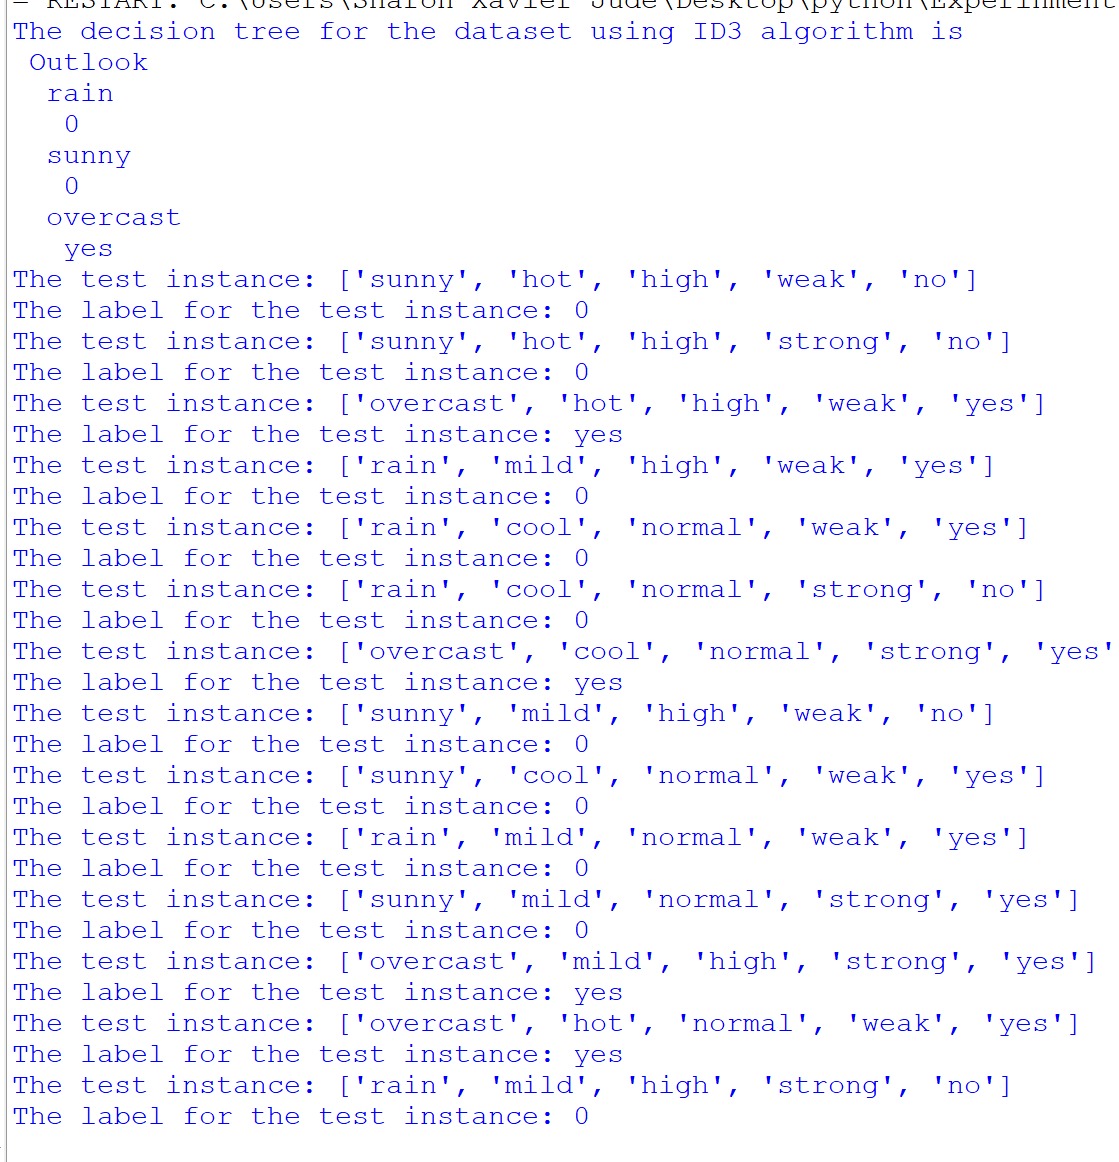 = RESTART: C:\Users\Sharon Xavier Jude\Desktop\python\Experinment
The decision tree for the dataset using ID3 algorithm is
Outlook
rain
0
sunny
0
overcast
yes
The test instance: ['sunny', 'hot', 'high', 'weak', 'no']
The label for the test instance: 0
The test instance: ['sunny', 'hot', 'high', 'strong', 'no']
The label for the test instance: 0
The test instance: ['overcast', 'hot', 'high', 'weak', 'yes']
The label for the test instance: yes
The test instance: ['rain', 'mild', 'high', 'weak', 'yes']
The label for the test instance: 0
The test instance: ['rain', 'cool', 'normal', 'weak', 'yes']
The label for the test instance: 0
The test instance: ['rain', 'cool', 'normal', 'strong', 'no']
The label for the test instance: 0
The test instance: ['overcast', 'cool', 'normal', 'strong', 'yes'
The label for the test instance: yes
The test instance: ['sunny', 'mild', 'high', 'weak', 'no']
The label for the test instance: 0
The test instance: ['sunny', 'cool', 'normal', 'weak', 'yes']
The label for the test instance: 0
The test instance: ['rain', 'mild', 'normal', 'weak', 'yes']
The label for the test instance: 0
The test instance: ['sunny', 'mild', 'normal', 'strong', 'yes']
The label for the test instance: 0
The test instance: ['overcast', 'mild', 'high', 'strong', 'yes']
The label for the test instance: yes
The test instance: ['overcast', 'hot', 'normal', 'weak', 'yes']
The label for the test instance: yes
The test instance: ['rain', 'mild', 'high', 'strong', 'no']
The label for the test instance: 0